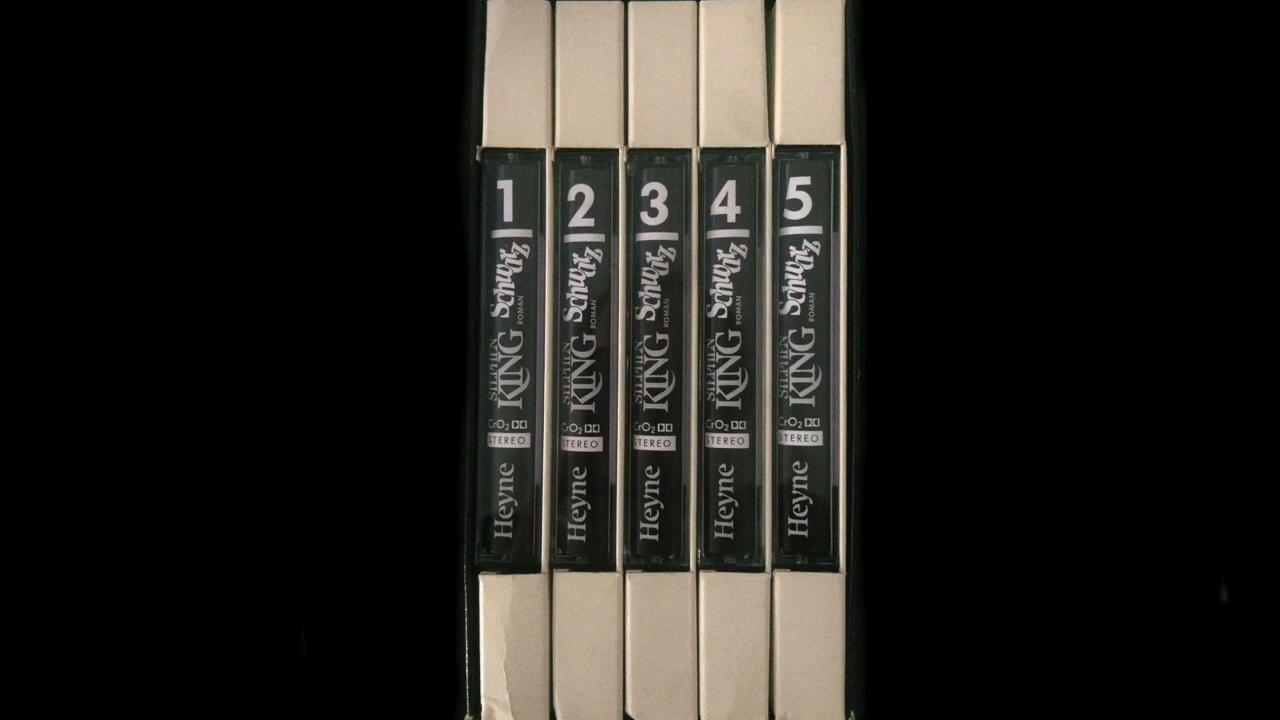 1
Schwarz
ROMAN
STEPHEN
KING
CrO2
STEREO
Heyne
2
Schwarz
ROMAN
STEPHEN
KING
CrO2
STEREO
Heyne
3
Schwarz
ROMAN
STEPHEN
KING
CrO2
STEREO
Heyne
4
Schwarz
ROMAN
STEPHEN
KING
CrO2
STEREO
Heyne
5
Schwarz
ROMAN
STEPHEN
KING
CrO2
STEREO
Heyne